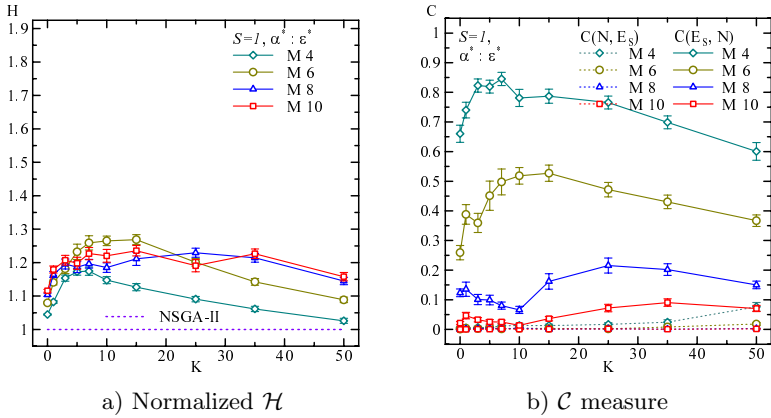 H
S=1, α* : ε*
M 4
M 6
M 8
M 10
1.9
1.8
1.7
1.6
1.5
1.4
1.3
1.2
1.1
1
NSGA-II
0 10 20 30 40 50
K
a) Normalized H
C
S=1,
α* : ε*
C(N, E_S) C(E_S, N)
M 4 M 4
M 6 M 6
M 8 M 8
M 10 M 10
1
0.9
0.8
0.7
0.6
0.5
0.4
0.3
0.2
0.1
0
0 10 20 30 40 50
K
b) C measure